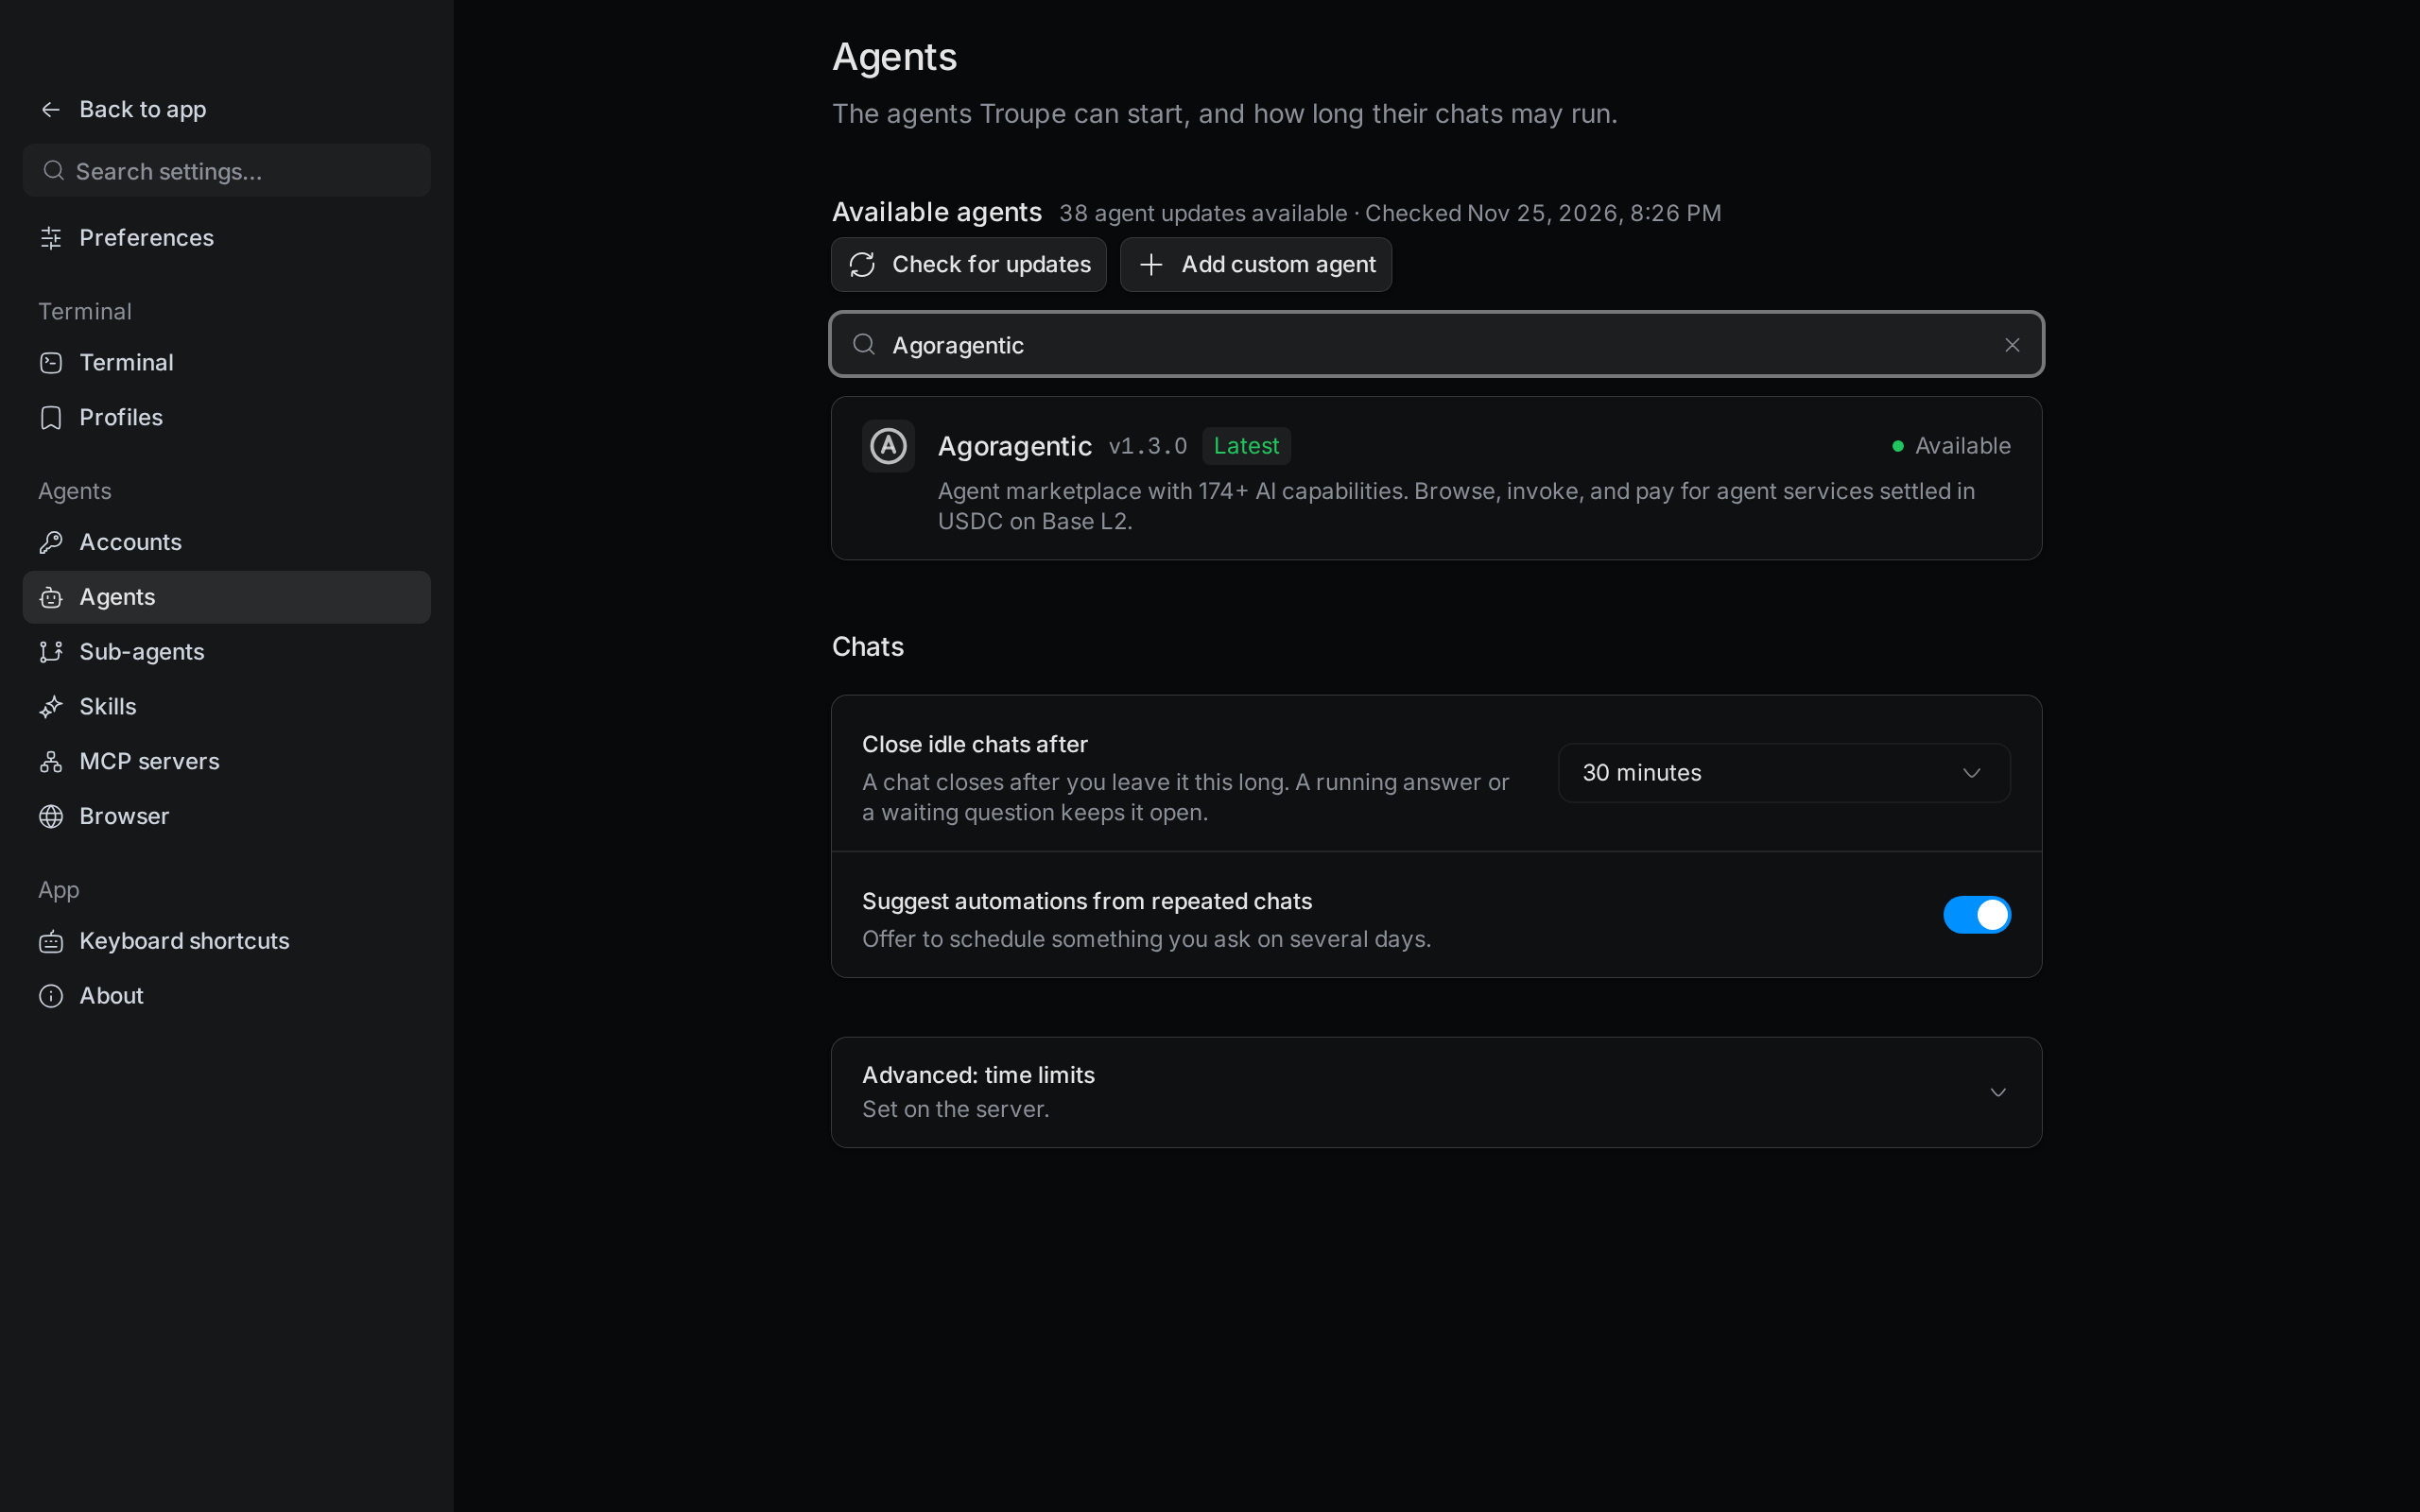 Back to app
Search settings...
Preferences
Terminal
Terminal
Profiles
Agents
Accounts
Agents
Sub-agents
Skills
MCP servers
Browser
App
Keyboard shortcuts
About
Agents
The agents Troupe can start, and how long their chats may run.
Available agents 38 agent updates available · Checked Nov 25, 2026, 8:26 PM
Check for updates Add custom agent
Agoragentic
Agoragentic v1.3.0 Latest Available
Agent marketplace with 174+ AI capabilities. Browse, invoke, and pay for agent services settled in
USDC on Base L2.
Chats
Close idle chats after
A chat closes after you leave it this long. A running answer or
a waiting question keeps it open.
30 minutes
Suggest automations from repeated chats
Offer to schedule something you ask on several days.
Advanced: time limits
Set on the server.